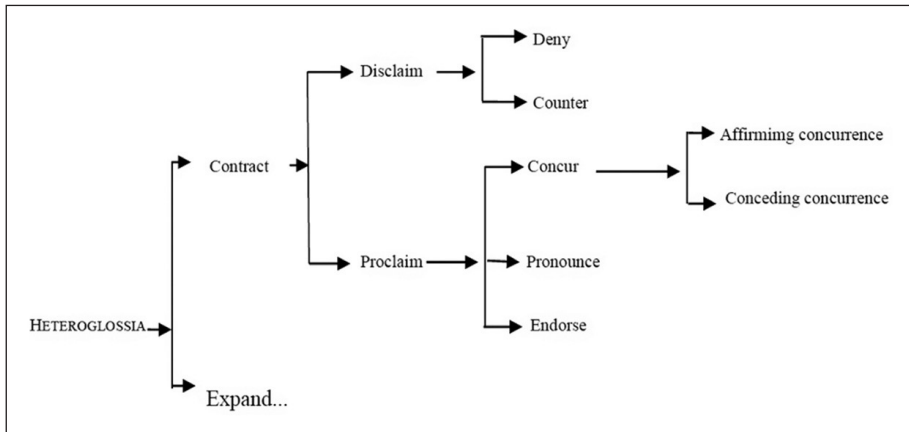 Deny
Disclaim
Counter
Affirmimg concurrence
Contract
Concur
Conceding concurrence
Proclaim
Pronounce
HETEROGLOSSIA
Endorse
Expand...